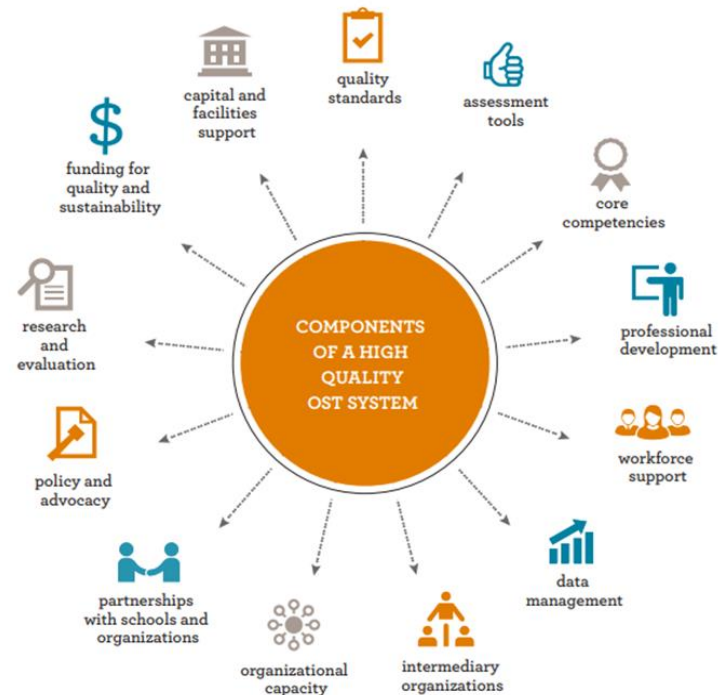 COMPONENTS
OF A HIGH
QUALITY
OST SYSTEM
quality
standards
assessment
tools
core
competencies
professional
development
workforce
support
data
management
intermediary
organizations
organizational
capacity
partnerships
with schools and
organizations
policy and
advocacy
research
and
evaluation
funding for
quality and
sustainability
capital and
facilities
support